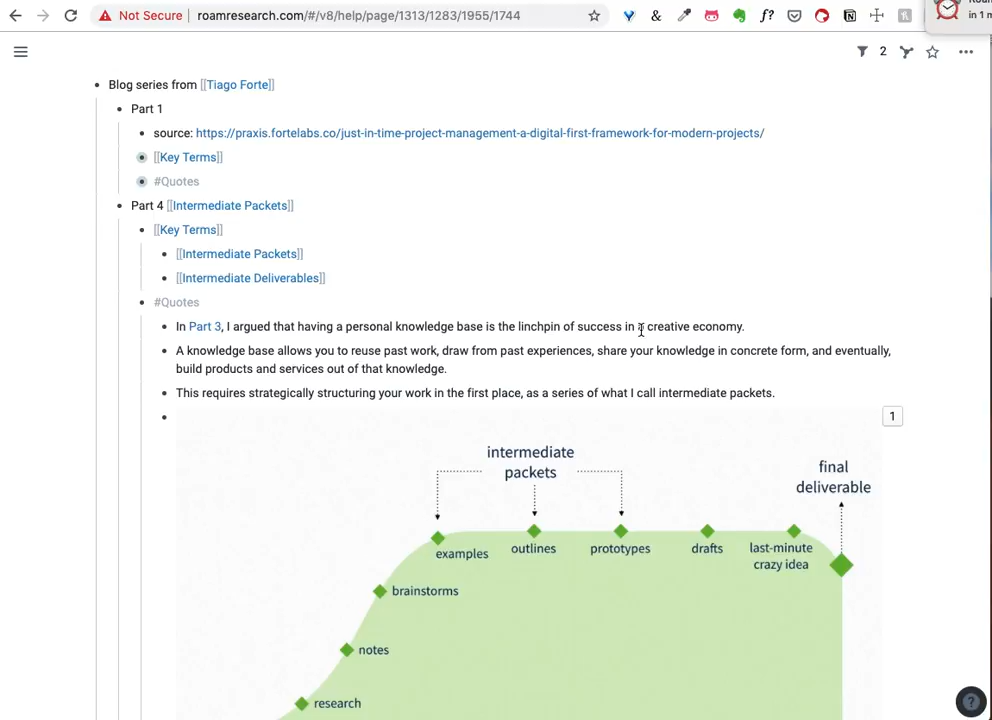 Not Secure | roamresearch.com/#/v8/help/page/1313/1283/1955/1744
in 1 m
2
Blog series from [[Tiago Forte]]
Part 1
source: https://praxis.fortelabs.co/just-in-time-project-management-a-digital-first-framework-for-modern-projects/
[[Key Terms]]
#Quotes
Part 4 [[Intermediate Packets]]
[[Key Terms]]
[[Intermediate Packets]]
[[Intermediate Deliverables]]
#Quotes
In Part 3, I argued that having a personal knowledge base is the linchpin of success in a creative economy.
A knowledge base allows you to reuse past work, draw from past experiences, share your knowledge in concrete form, and eventually,
build products and services out of that knowledge.
This requires strategically structuring your work in the first place, as a series of what I call intermediate packets.
1
intermediate
packets
final
deliverable
examples
outlines
prototypes
drafts
last-minute
crazy idea
brainstorms
notes
research